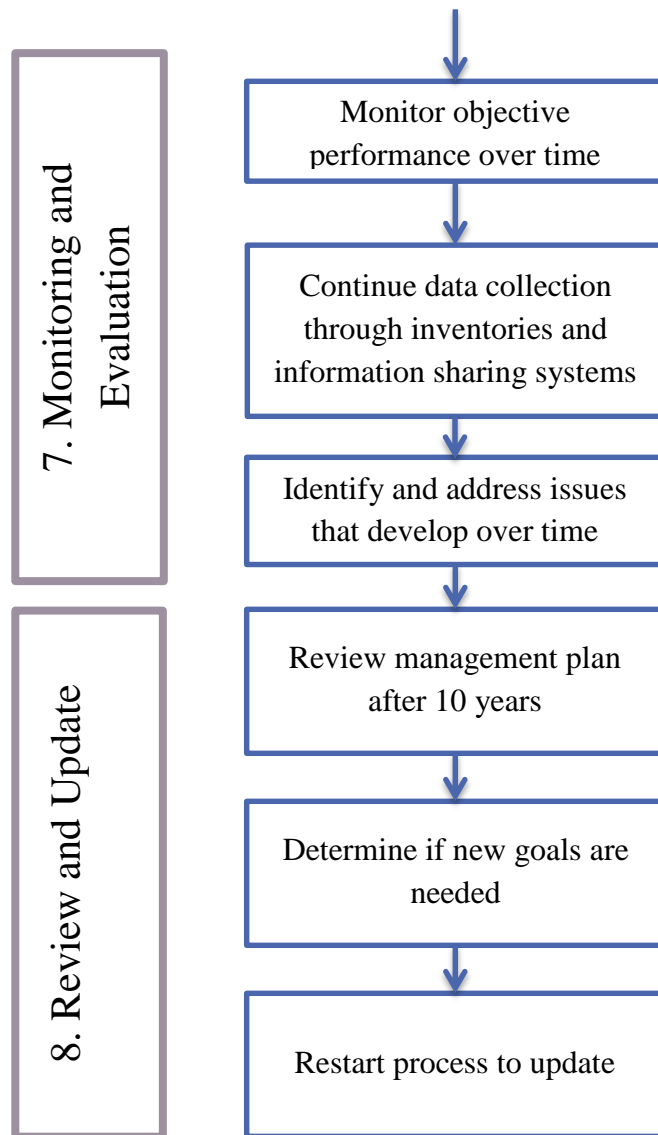 7. Monitoring and
Evaluation
Monitor objective
performance over time
Continue data collection
through inventories and
information sharing systems
Identify and address issues
that develop over time
8. Review and Update
Review management plan
after 10 years
Determine if new goals are
needed
Restart process to update